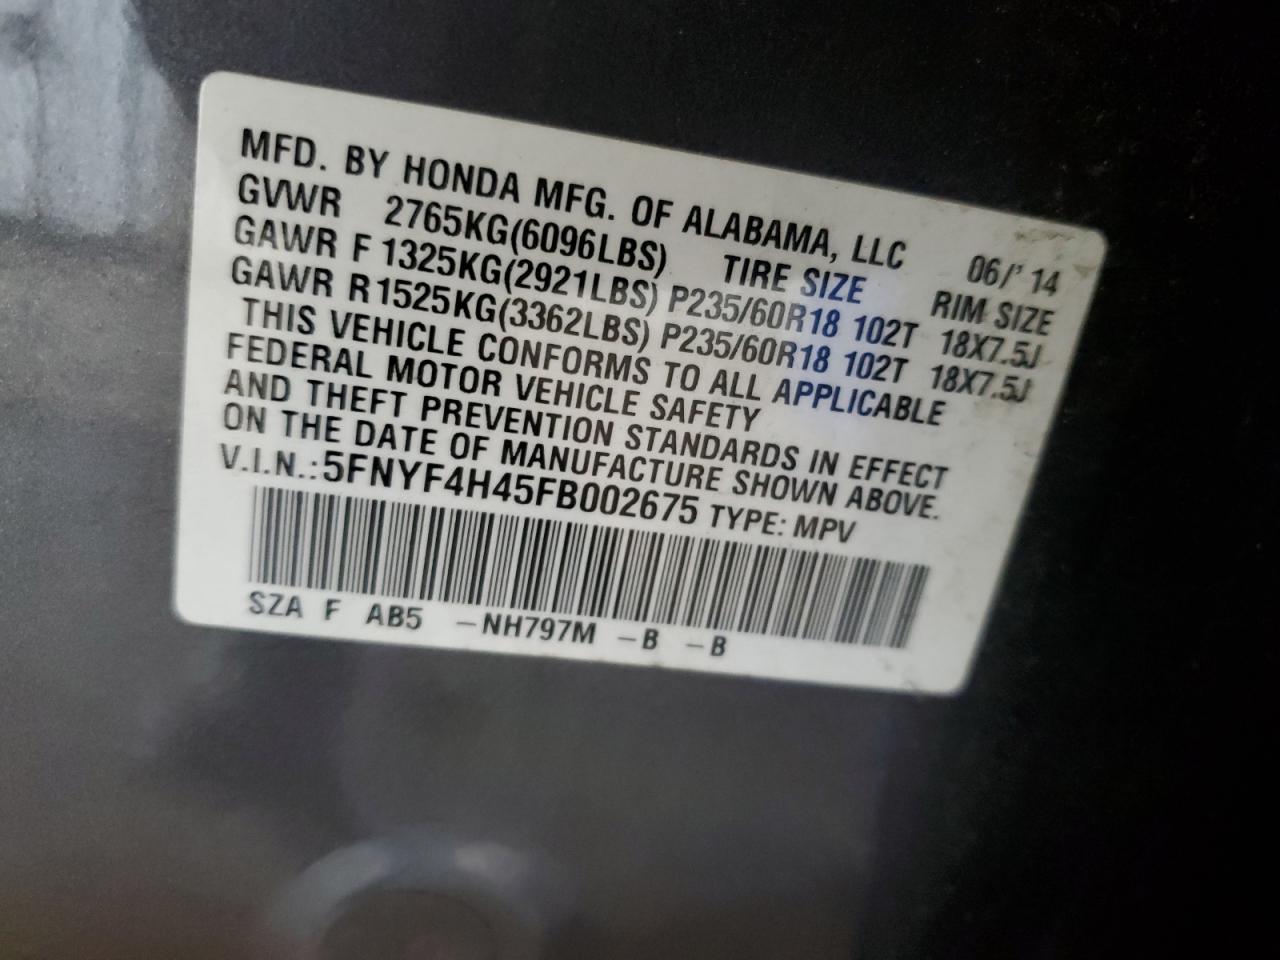 MFD. BY HONDA MFG. OF ALABAMA, LLC 06/'14
GVWR 2765KG(6096LBS) TIRE SIZE RIM SIZE
GAWR F 1325KG(2921LBS) P235/60R18 102T 18X7.5J
GAWR R 1525KG(3362LBS) P235/60R18 102T 18X7.5J
THIS VEHICLE CONFORMS TO ALL APPLICABLE
FEDERAL MOTOR VEHICLE SAFETY
AND THEFT PREVENTION STANDARDS IN EFFECT
ON THE DATE OF MANUFACTURE SHOWN ABOVE.
V.I.N.: 5FNYF4H45FB002675 TYPE: MPV
SZA F AB5 -NH797M -B -B